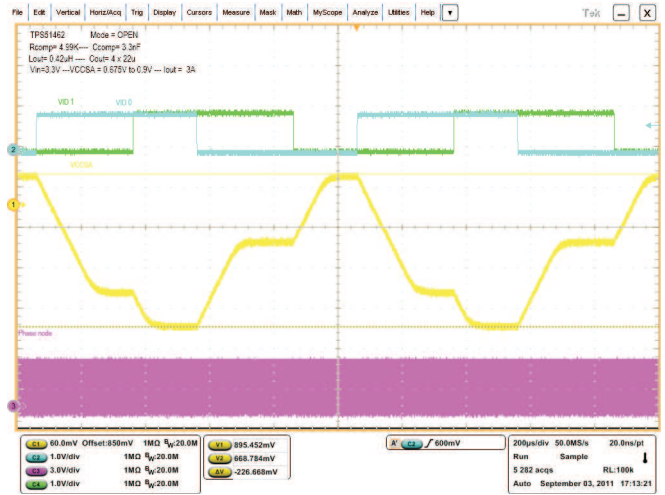 File Edit Vertical Horiz/Acq Trig Display Cursors Measure Mask Math MyScope Analyze Utilities Help Tek
TPS51462 Mode = OPEN
Rcomp= 4.99K---- Ccomp= 3.3nF
Lout= 0.42uH ---- Cout= 4 x 22u
Vin=3.3V ---VCCSA = 0.675V to 0.9V --- Iout = 3A
VID 1 VID 0
2
VCCSA
1
Phase node
3
C1 60.0mV Offset:850mV 1MΩ BW:20.0M
C2 1.0V/div 1MΩ BW:20.0M
C3 3.0V/div 1MΩ BW:20.0M
C4 1.0V/div 1MΩ BW:20.0M
V1 895.452mV
V2 668.784mV
ΔV -226.668mV
A' C2 600mV
200µs/div 50.0MS/s 20.0ns/pt
Run Sample
5 282 acqs RL:100k
Auto September 03, 2011 17:13:21